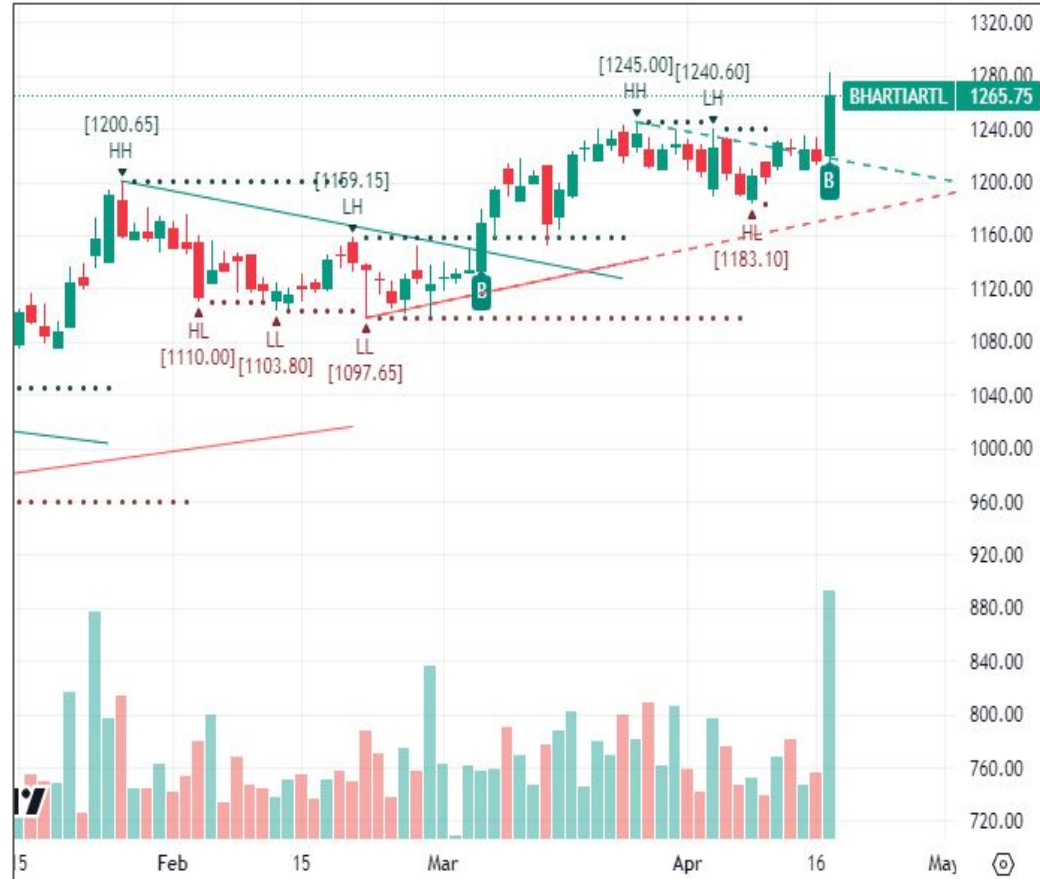 1320.00
1280.00
BHARTIARTL 1265.75
1240.00
1200.00
1160.00
1120.00
1080.00
1040.00
1000.00
960.00
920.00
880.00
840.00
800.00
760.00
720.00
[1200.65]
HH
[1159.15]
LH
[1245.00]
HH
[1240.60]
LH
HL
[1110.00]
LL
[1103.80]
LL
[1097.65]
B
HL
[1183.10]
B
15 Feb 15 Mar Apr 16 May